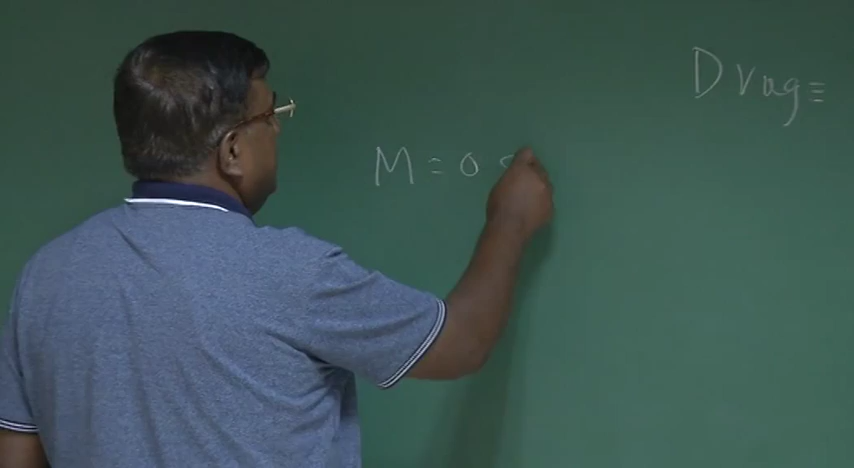 Drag ≡
M = 0